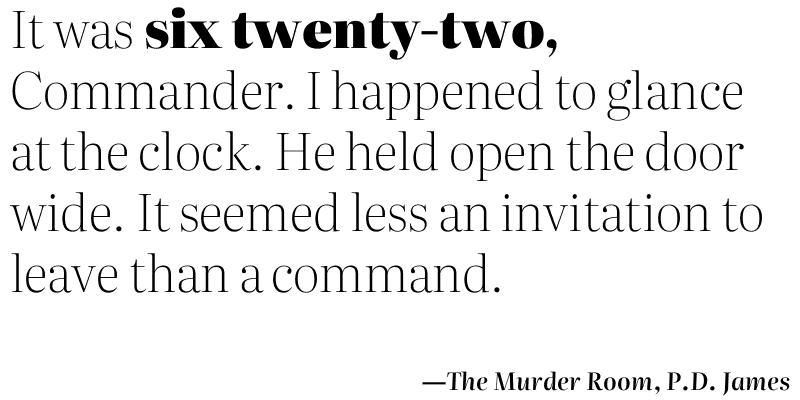 It was six twenty-two,
Commander. I happened to glance
at the clock. He held open the door
wide. It seemed less an invitation to
leave than a command.
—The Murder Room, P.D. James